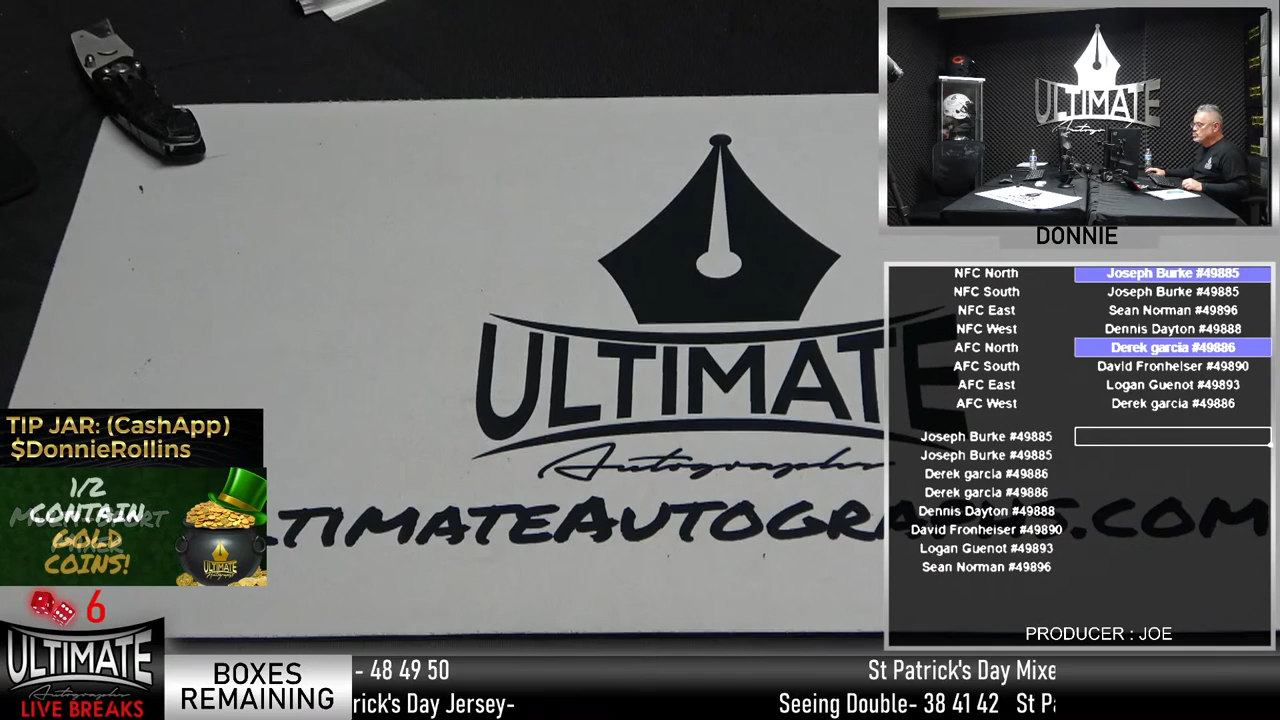 ULTIMATE
Autographs
DONNIE
NFC North Joseph Burke #49885
NFC South Joseph Burke #49885
NFC East Sean Norman #49896
NFC West Dennis Dayton #49888
AFC North Derek garcia #49886
AFC South David Fronheiser #49890
AFC East Logan Guenot #49893
AFC West Derek garcia #49886
Joseph Burke #49885
Joseph Burke #49885
Derek garcia #49886
Derek garcia #49886
Dennis Dayton #49888
David Fronheiser #49890
Logan Guenot #49893
Sean Norman #49896
PRODUCER : JOE
ULTIMATE
Autographs
ULTIMATEAUTOGRAPHS.COM
TIP JAR: (CashApp)
$DonnieRollins
1/2
CONTAIN
GOLD
COINS!
ULTIMATE
6
ULTIMATE
Autographs
LIVE BREAKS
BOXES
REMAINING
- 48 49 50 St Patrick's Day Mixe
rick's Day Jersey- Seeing Double- 38 41 42 St Pa